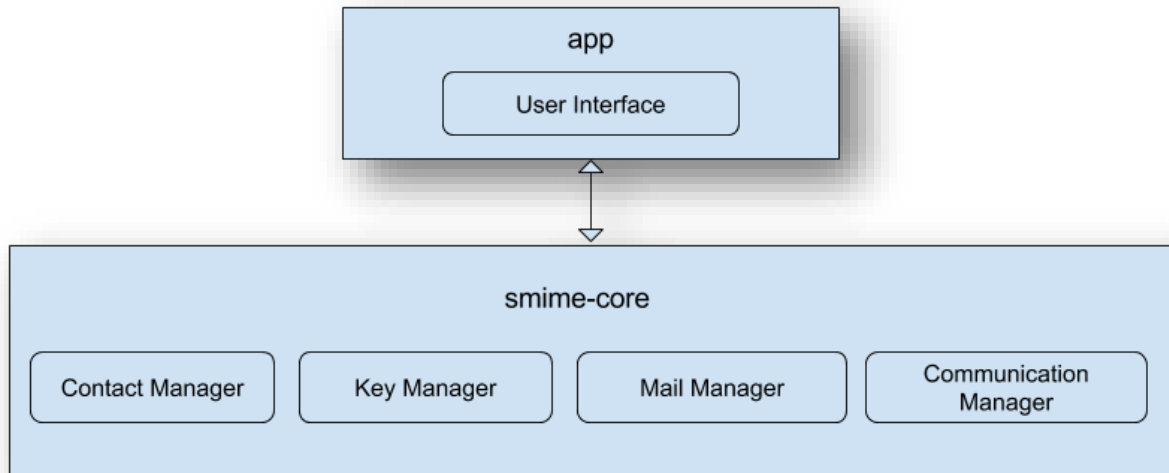 app
User Interface
smime-core
Contact Manager
Key Manager
Mail Manager
Communication
Manager